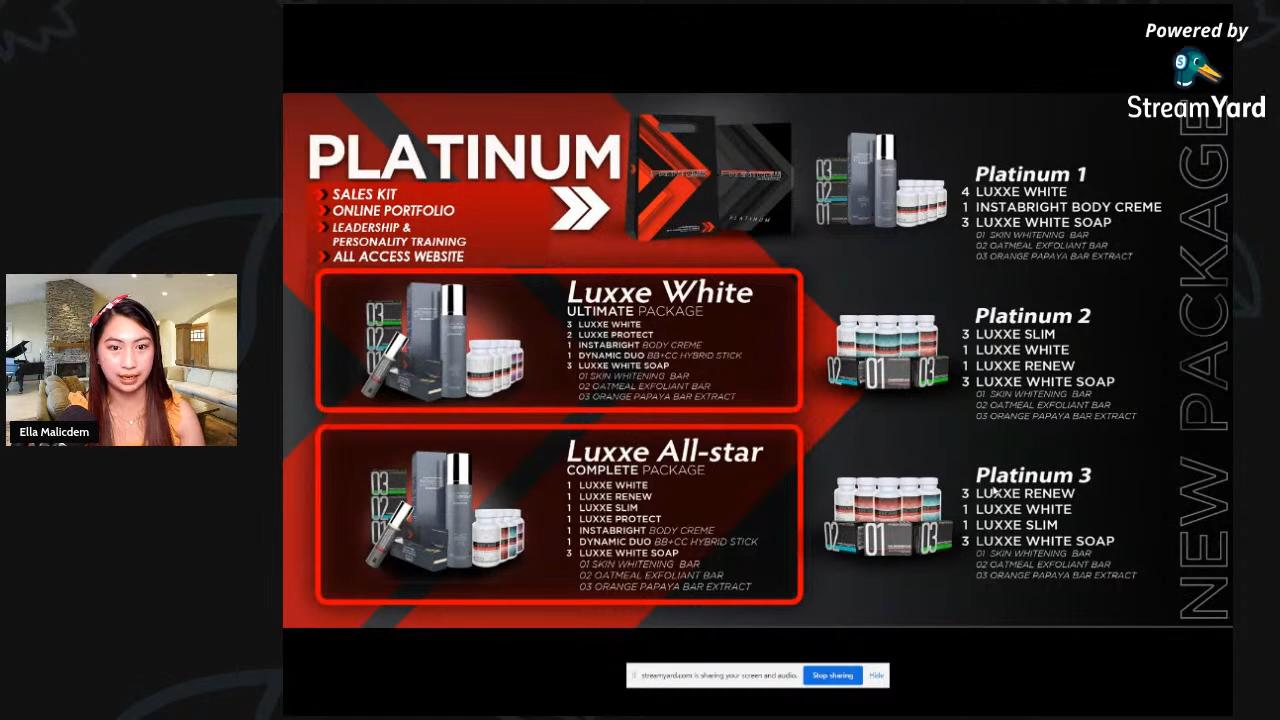 Powered by
StreamYard
PLATINUM
SALES KIT
ONLINE PORTFOLIO
LEADERSHIP &
PERSONALITY TRAINING
ALL ACCESS WEBSITE
PLATINUM
Platinum 1
4 LUXXE WHITE
1 INSTABRIGHT BODY CREME
3 LUXXE WHITE SOAP
01 SKIN WHITENING BAR
02 OATMEAL EXFOLIANT BAR
03 ORANGE PAPAYA BAR EXTRACT
Luxxe White
ULTIMATE PACKAGE
3 LUXXE WHITE
2 LUXXE PROTECT
1 INSTABRIGHT BODY CREME
1 DYNAMIC DUO BB+CC HYBRID STICK
3 LUXXE WHITE SOAP
01 SKIN WHITENING BAR
02 OATMEAL EXFOLIANT BAR
03 ORANGE PAPAYA BAR EXTRACT
Platinum 2
3 LUXXE SLIM
1 LUXXE WHITE
1 LUXXE RENEW
3 LUXXE WHITE SOAP
01 SKIN WHITENING BAR
02 OATMEAL EXFOLIANT BAR
03 ORANGE PAPAYA BAR EXTRACT
Luxxe All-star
COMPLETE PACKAGE
1 LUXXE WHITE
1 LUXXE RENEW
1 LUXXE SLIM
1 LUXXE PROTECT
1 INSTABRIGHT BODY CREME
1 DYNAMIC DUO BB+CC HYBRID STICK
3 LUXXE WHITE SOAP
01 SKIN WHITENING BAR
02 OATMEAL EXFOLIANT BAR
03 ORANGE PAPAYA BAR EXTRACT
Platinum 3
3 LUXXE RENEW
1 LUXXE WHITE
1 LUXXE SLIM
3 LUXXE WHITE SOAP
01 SKIN WHITENING BAR
02 OATMEAL EXFOLIANT BAR
03 ORANGE PAPAYA BAR EXTRACT
NEW PACKAGE
Ella Malicdem
streamyard.com is sharing your screen and audio.
Stop sharing
Hide